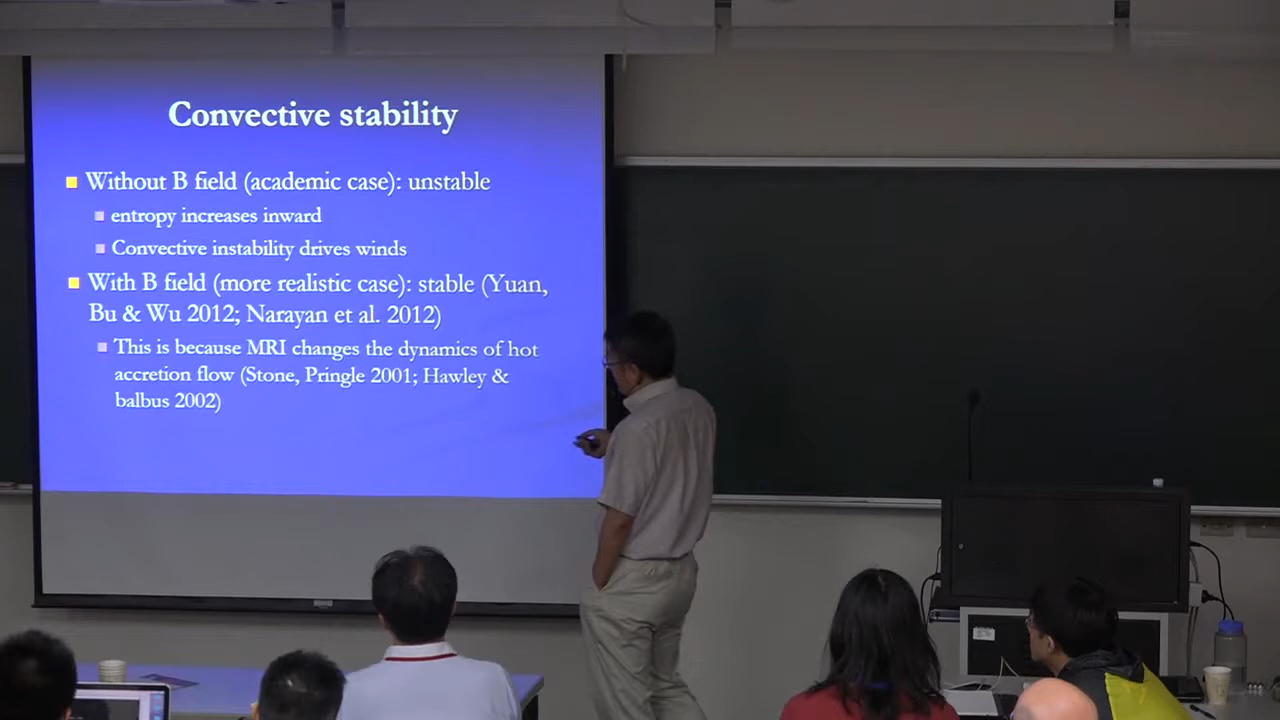 Convective stability
Without B field (academic case): unstable
entropy increases inward
Convective instability drives winds
With B field (more realistic case): stable (Yuan,
Bu & Wu 2012; Narayan et al. 2012)
This is because MRI changes the dynamics of hot
accretion flow (Stone, Pringle 2001; Hawley &
balbus 2002)